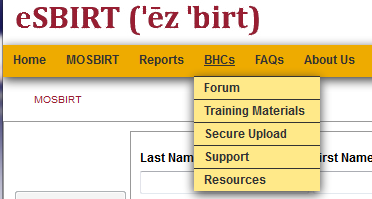 eSBIRT ('ēz 'birt)
Home MOSBIRT Reports BHCs FAQs About Us
Forum
Training Materials
MOSBIRT
Secure Upload
Support
Last Nam
irst Name
Resources